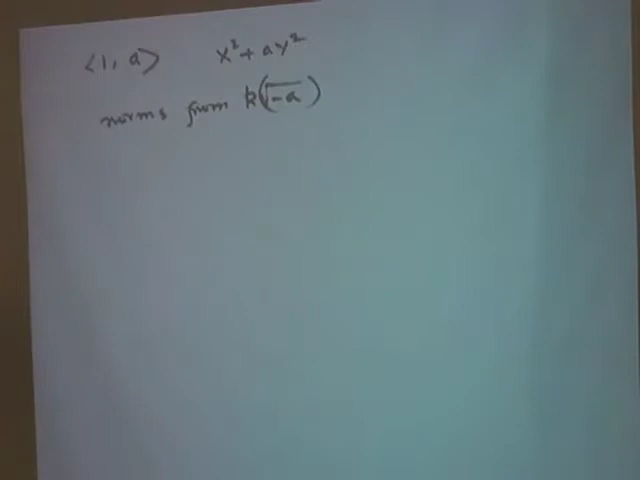 <1, a> x² + ay²
norms from k(√-a)